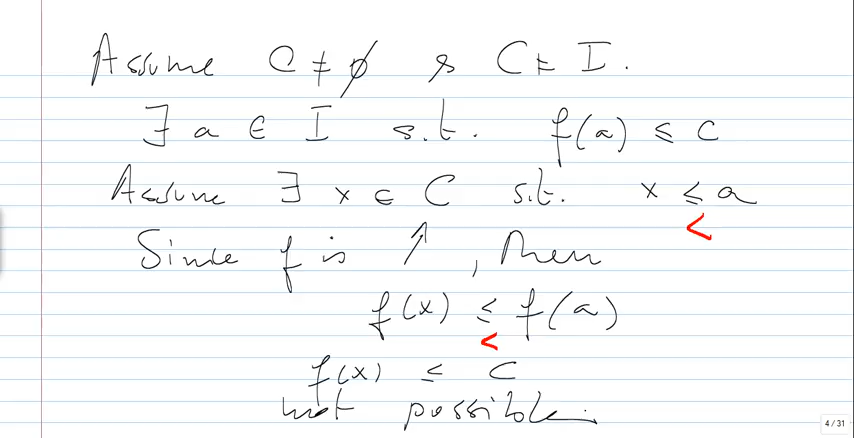 Assume C ≠ ∅ & C ≠ I.
∃ a ∈ I s.t. f(a) ≤ c
Assume ∃ x ∈ C s.t. x ≤ a
<
Since f is ↑, then
f(x) ≤ f(a)
<
f(x) ≤ c
not possible.
4 / 31